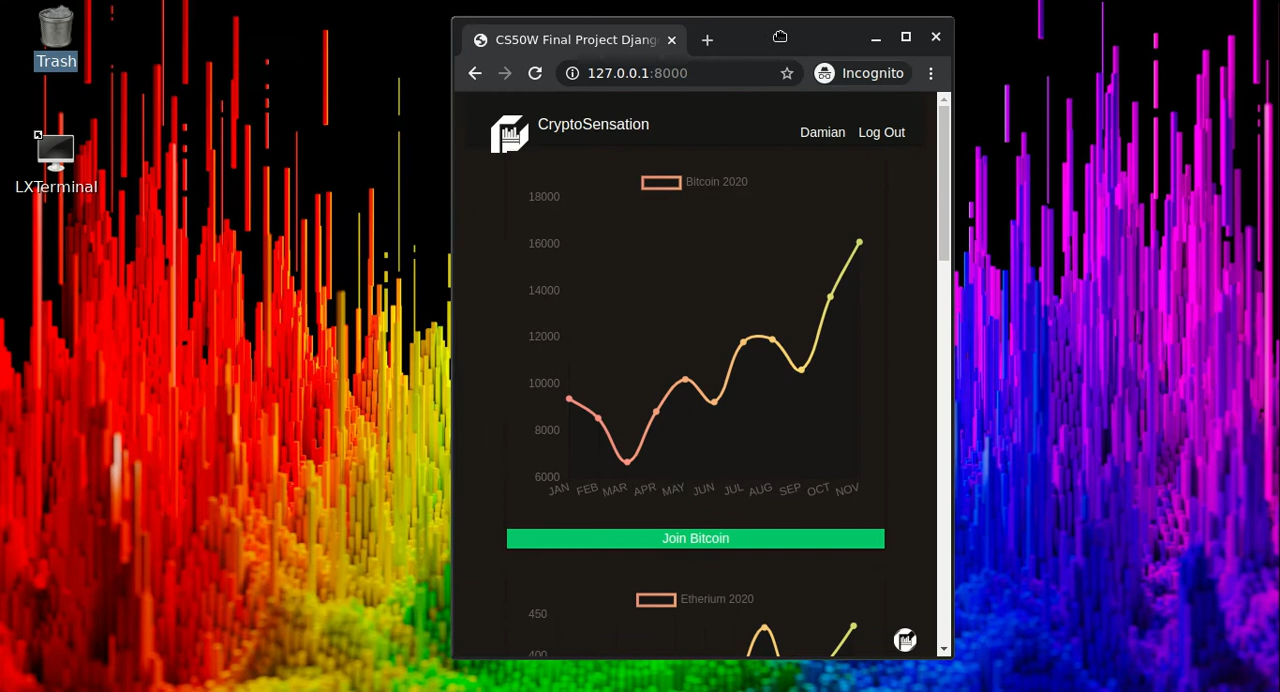 Trash
LXTerminal
CS50W Final Project Djang
127.0.0.1:8000
Incognito
CryptoSensation
Damian Log Out
Bitcoin 2020
18000
16000
14000
12000
10000
8000
6000
JAN FEB MAR APR MAY JUN JUL AUG SEP OCT NOV
Join Bitcoin
Etherium 2020
450
400